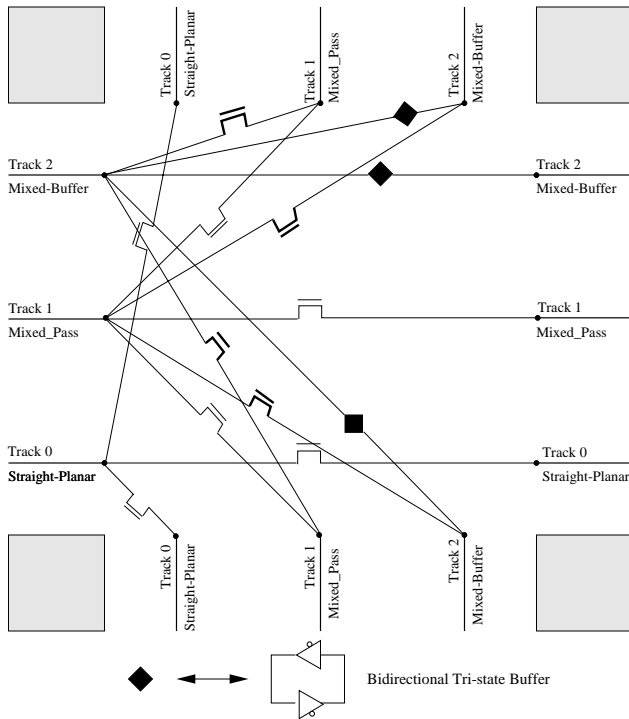 Track 0
Straight-Planar
Track 1
Mixed_Pass
Track 2
Mixed-Buffer
Track 2
Mixed-Buffer
Track 2
Mixed-Buffer
Track 1
Mixed_Pass
Track 1
Mixed_Pass
Track 0
Straight-Planar
Track 0
Straight-Planar
Track 0
Straight-Planar
Track 1
Mixed_Pass
Track 2
Mixed-Buffer
Bidirectional Tri-state Buffer